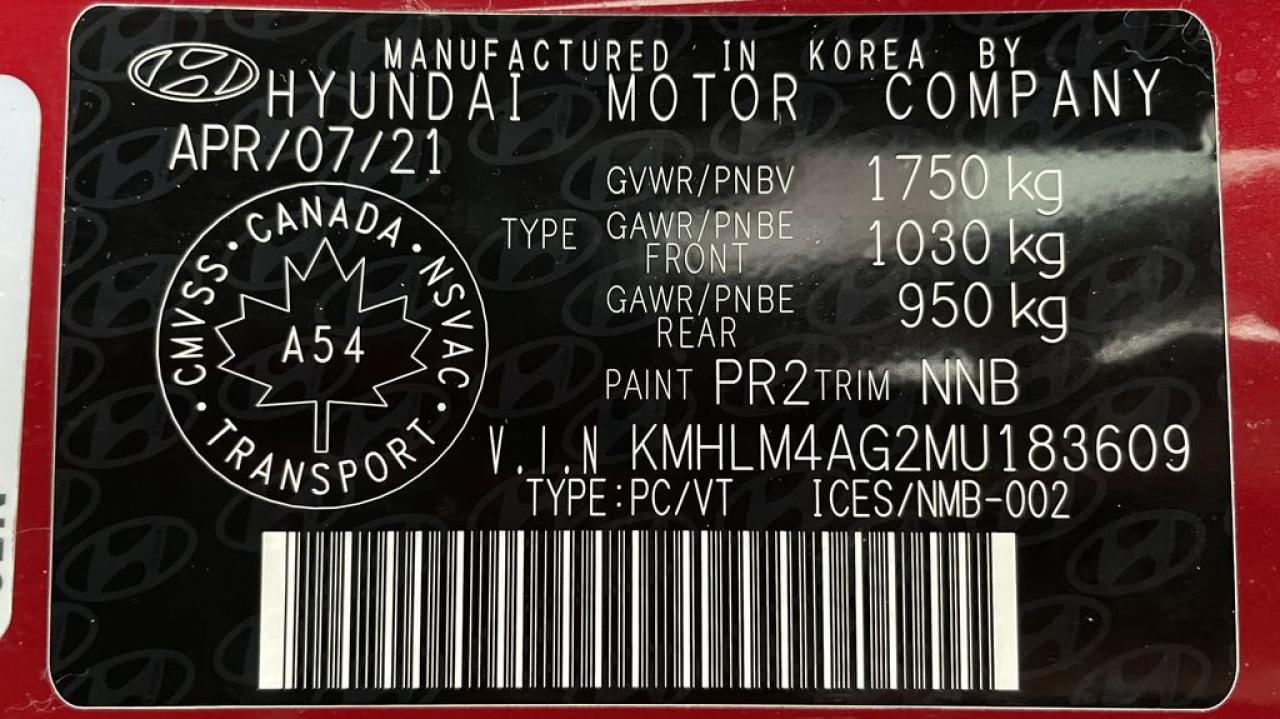 MANUFACTURED IN KOREA BY
HYUNDAI MOTOR COMPANY
APR/07/21
GVWR/PNBV 1750 kg
TYPE GAWR/PNBE FRONT 1030 kg
GAWR/PNBE REAR 950 kg
CANADA · NSVAC · TRANSPORT · CMVSS ·
A54
PAINT PR2 TRIM NNB
V.I.N KMHLM4AG2MU183609
TYPE:PC/VT ICES/NMB-002